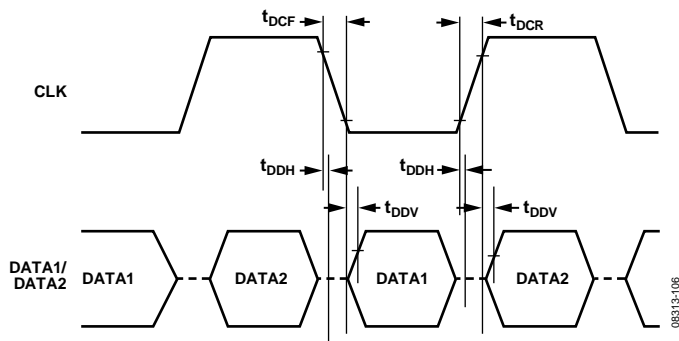 tDCF
tDCR
CLK
tDDH
tDDH
tDDV
tDDV
DATA1/
DATA2
DATA1
DATA2
DATA1
DATA2
08313-106